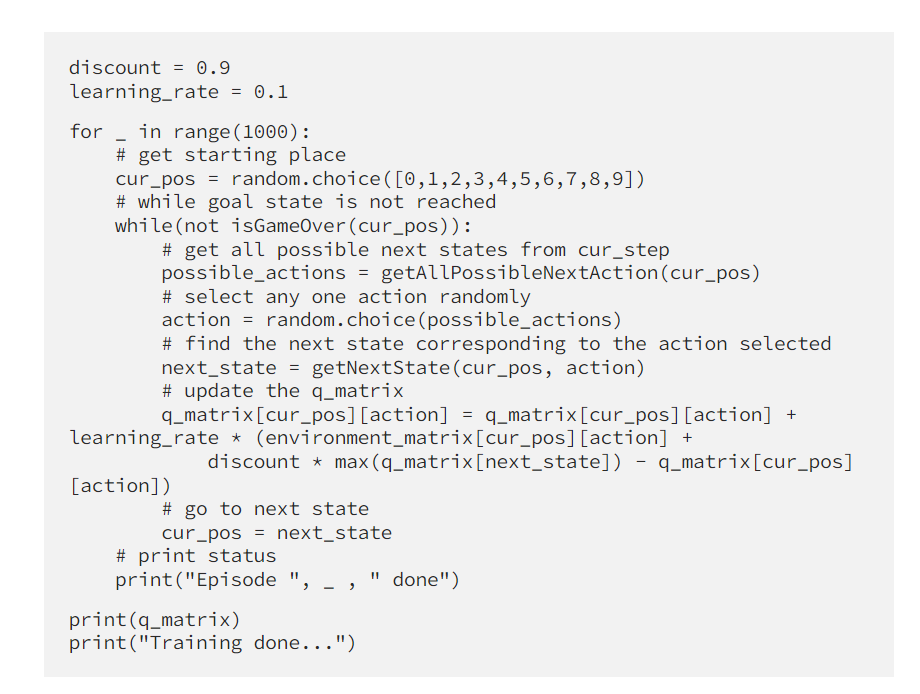 discount = 0.9
learning_rate = 0.1
for _ in range(1000):
    # get starting place
    cur_pos = random.choice([0,1,2,3,4,5,6,7,8,9])
    # while goal state is not reached
    while(not isGameOver(cur_pos)):
        # get all possible next states from cur_step
        possible_actions = getAllPossibleNextAction(cur_pos)
        # select any one action randomly
        action = random.choice(possible_actions)
        # find the next state corresponding to the action selected
        next_state = getNextState(cur_pos, action)
        # update the q_matrix
        q_matrix[cur_pos][action] = q_matrix[cur_pos][action] +
learning_rate * (environment_matrix[cur_pos][action] +
            discount * max(q_matrix[next_state]) - q_matrix[cur_pos]
[action])
        # go to next state
        cur_pos = next_state
    # print status
    print("Episode ", _ , " done")
print(q_matrix)
print("Training done...")